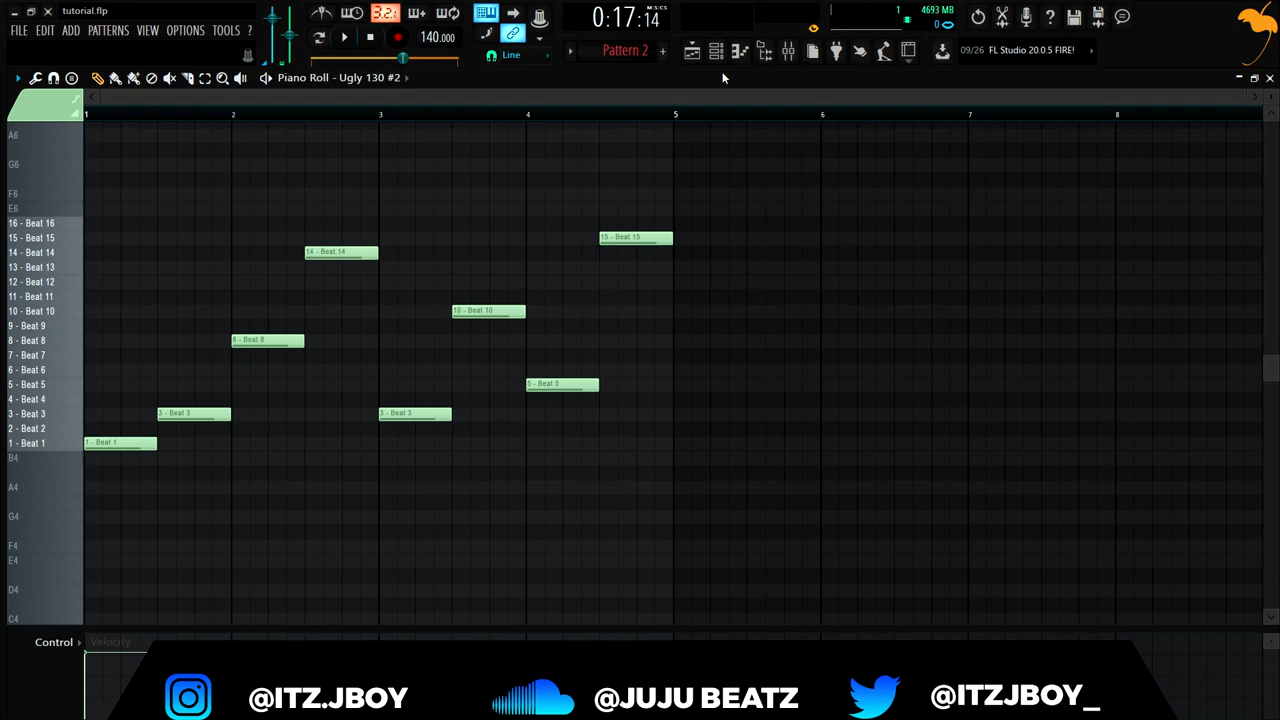 tutorial.flp
FILE EDIT ADD PATTERNS VIEW OPTIONS TOOLS ?
3.2.1
140.000
Line
0:17:14
M:S:CS
Pattern 2
1
4693 MB
0
09/26 FL Studio 20.0.5 FIRE!
Piano Roll - Ugly 130 #2
1 2 3 4 5 6 7 8
A6
G6
F6
E6
16 - Beat 16
15 - Beat 15
15 - Beat 15
14 - Beat 14
14 - Beat 14
13 - Beat 13
12 - Beat 12
11 - Beat 11
10 - Beat 10
10 - Beat 10
9 - Beat 9
8 - Beat 8
8 - Beat 8
7 - Beat 7
6 - Beat 6
5 - Beat 5
5 - Beat 5
4 - Beat 4
3 - Beat 3
3 - Beat 3
3 - Beat 3
2 - Beat 2
1 - Beat 1
1 - Beat 1
B4
A4
G4
F4
E4
D4
C4
Control
Velocity
@ITZ.JBOY
@JUJU BEATZ
@ITZJBOY_